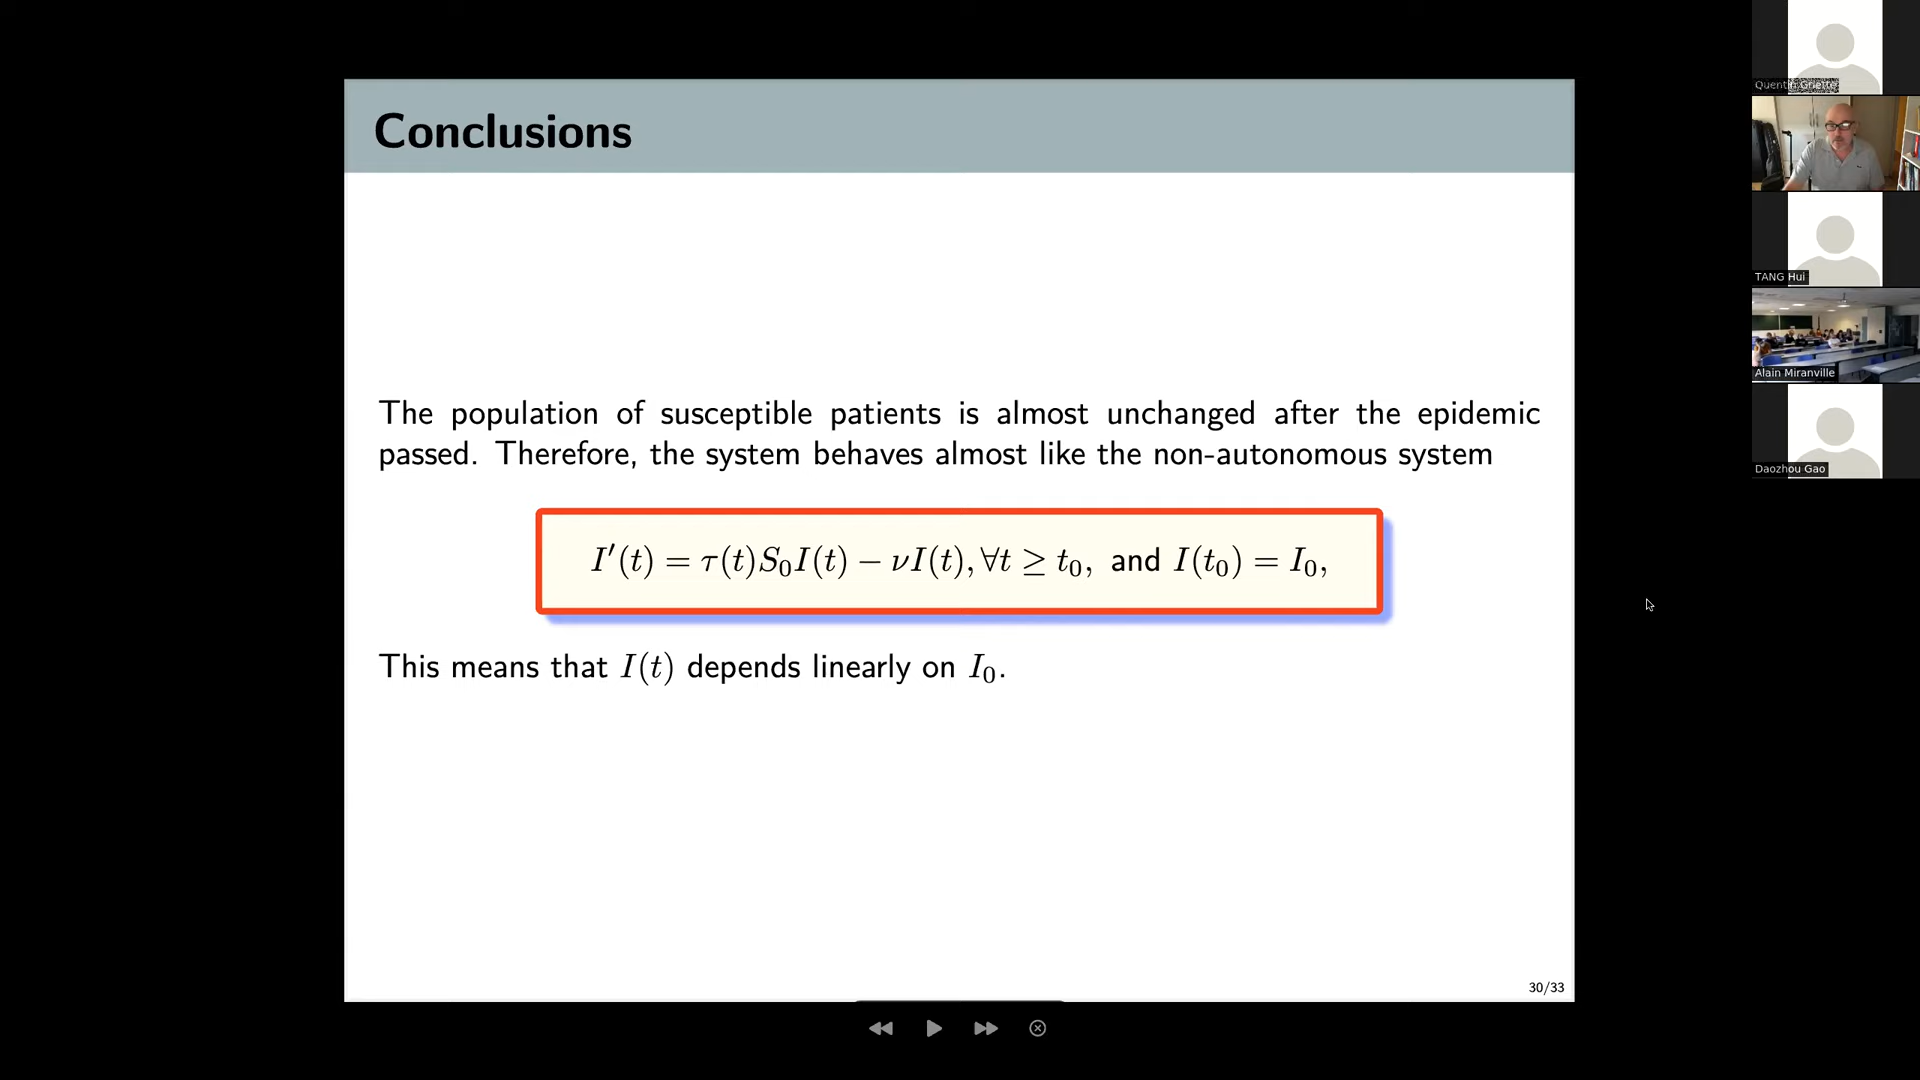 Conclusions
The population of susceptible patients is almost unchanged after the epidemic
passed. Therefore, the system behaves almost like the non-autonomous system
I′(t) = τ(t)S₀I(t) − νI(t), ∀t ≥ t₀, and I(t₀) = I₀,
This means that I(t) depends linearly on I₀.
30/33
TANG Hui
Alain Miranville
Daozhou Gao